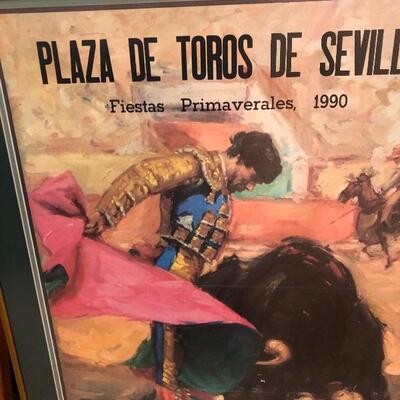 PLAZA DE TOROS DE SEVILL
Fiestas Primaverales, 1990